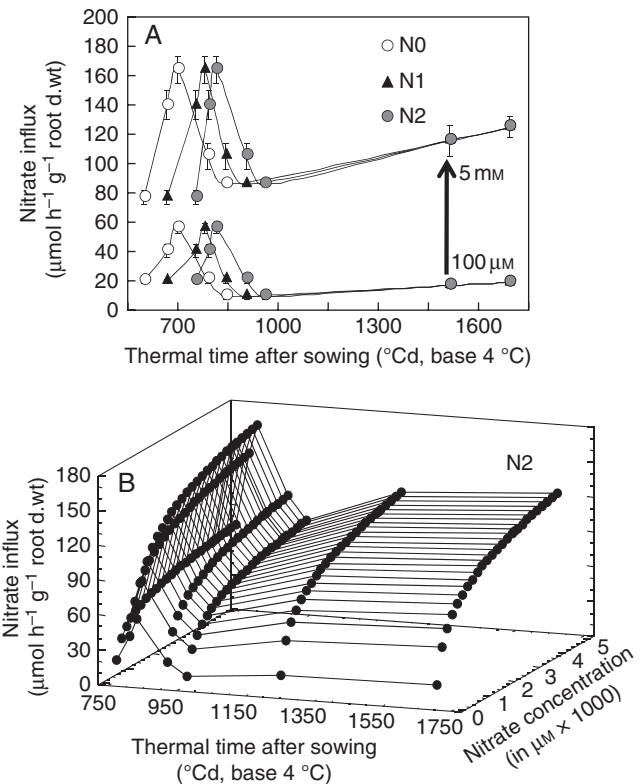 A
200
180
160
140
120
100
80
60
40
20
0
Nitrate influx
(µmol h⁻¹ g⁻¹ root d.wt)
N0
N1
N2
5 mM
100 µM
700
1000
1300
1600
Thermal time after sowing (°Cd, base 4 °C)
B
N2
180
150
120
90
60
30
0
Nitrate influx
(µmol h⁻¹ g⁻¹ root d.wt)
750
950
1150
1350
1550
1750
Thermal time after sowing
(°Cd, base 4 °C)
0
1
2
3
4
5
Nitrate concentration
(in µM × 1000)